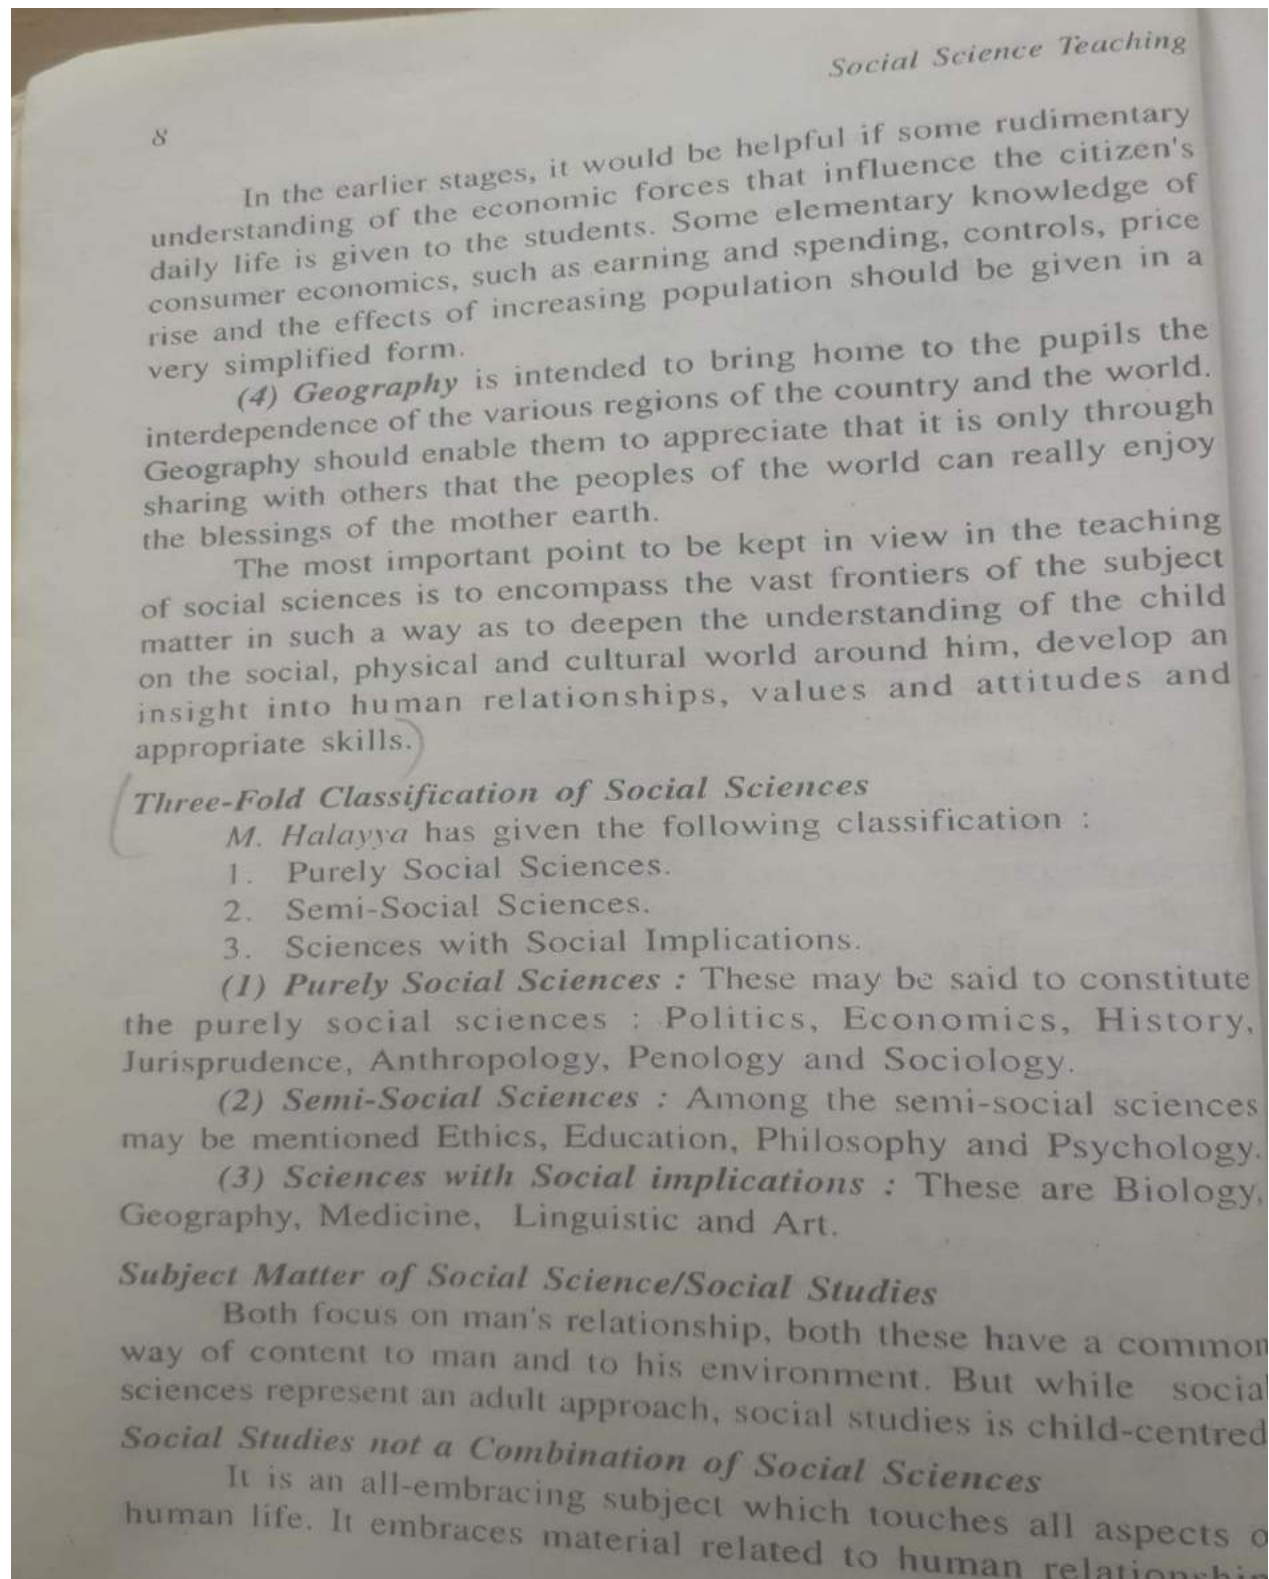 Social Science Teaching
8
In the earlier stages, it would be helpful if some rudimentary
understanding of the economic forces that influence the citizen's
daily life is given to the students. Some elementary knowledge of
consumer economics, such as earning and spending, controls, price
rise and the effects of increasing population should be given in a
very simplified form.
(4) Geography is intended to bring home to the pupils the
interdependence of the various regions of the country and the world.
Geography should enable them to appreciate that it is only through
sharing with others that the peoples of the world can really enjoy
the blessings of the mother earth.
The most important point to be kept in view in the teaching
of social sciences is to encompass the vast frontiers of the subject
matter in such a way as to deepen the understanding of the child
on the social, physical and cultural world around him, develop an
insight into human relationships, values and attitudes and
appropriate skills.)
Three-Fold Classification of Social Sciences
M. Halayya has given the following classification :
1. Purely Social Sciences.
2. Semi-Social Sciences.
3. Sciences with Social Implications.
(1) Purely Social Sciences : These may be said to constitute
the purely social sciences : Politics, Economics, History,
Jurisprudence, Anthropology, Penology and Sociology.
(2) Semi-Social Sciences : Among the semi-social sciences
may be mentioned Ethics, Education, Philosophy and Psychology.
(3) Sciences with Social implications : These are Biology,
Geography, Medicine, Linguistic and Art.
Subject Matter of Social Science/Social Studies
Both focus on man's relationship, both these have a common
way of content to man and to his environment. But while social
sciences represent an adult approach, social studies is child-centred
Social Studies not a Combination of Social Sciences
It is an all-embracing subject which touches all aspects
human life. It embraces material related to human